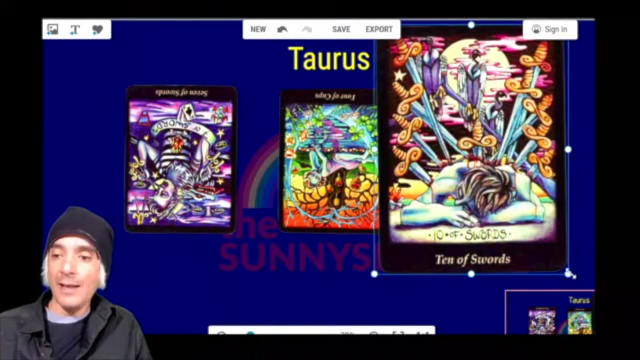 NEW
SAVE
EXPORT
Sign in
Taurus
Seven of Swords
Four of Cups
the
SUNNYS
10 • OF • SWORDS
Ten of Swords
Taurus